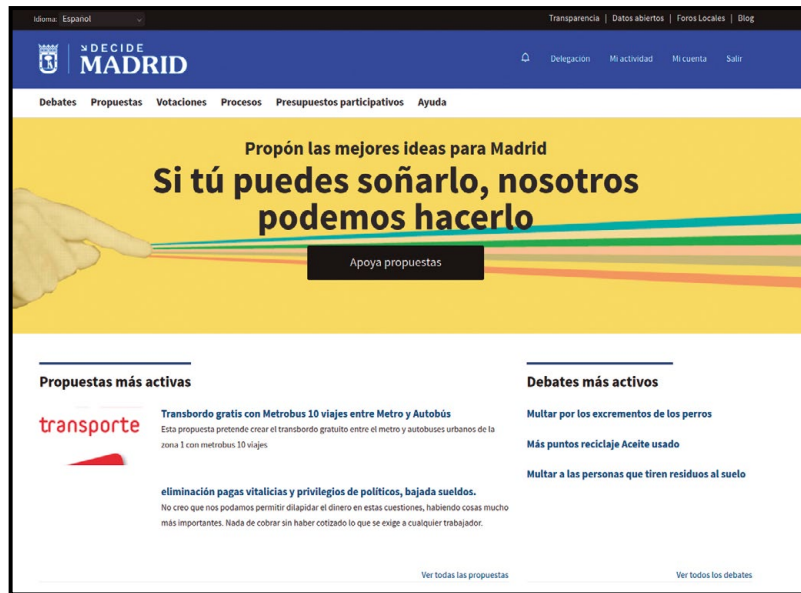 Idioma: Español
Transparencia | Datos abiertos | Foros Locales | Blog
DECIDE
MADRID
Delegación Mi actividad Mi cuenta Salir
Debates Propuestas Votaciones Procesos Presupuestos participativos Ayuda
Propón las mejores ideas para Madrid
Si tú puedes soñarlo, nosotros
podemos hacerlo
Apoya propuestas
Propuestas más activas
transporte
Transbordo gratis con Metrobus 10 viajes entre Metro y Autobús
Esta propuesta pretende crear el transbordo gratuito entre el metro y autobuses urbanos de la
zona 1 con metrobus 10 viajes
eliminación pagas vitalicias y privilegios de políticos, bajada sueldos.
No creo que nos podamos permitir dilapidar el dinero en estas cuestiones, habiendo cosas mucho
más importantes. Nada de cobrar sin haber cotizado lo que se exige a cualquier trabajador.
Ver todas las propuestas
Debates más activos
Multar por los excrementos de los perros
Más puntos reciclaje Aceite usado
Multar a las personas que tiren residuos al suelo
Ver todos los debates